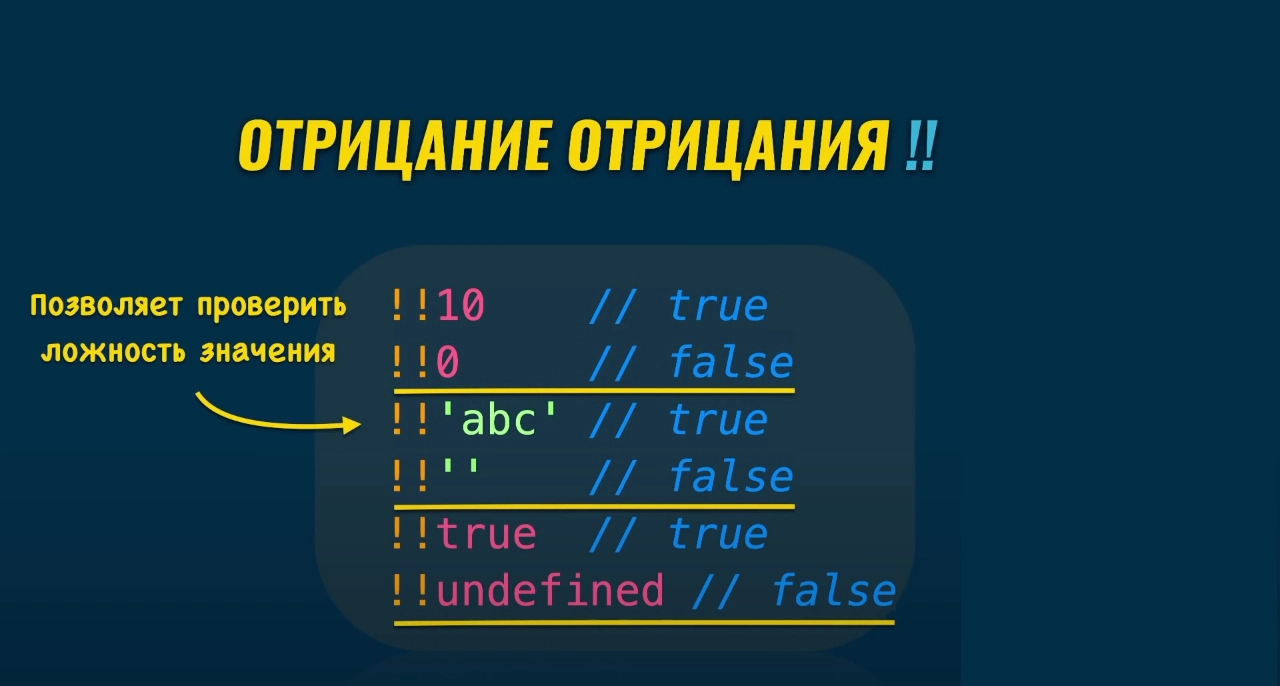 ОТРИЦАНИЕ ОТРИЦАНИЯ !!
Позволяет проверить
ложность значения
!!10 // true
!!0 // false
!!'abc' // true
!!'' // false
!!true // true
!!undefined // false